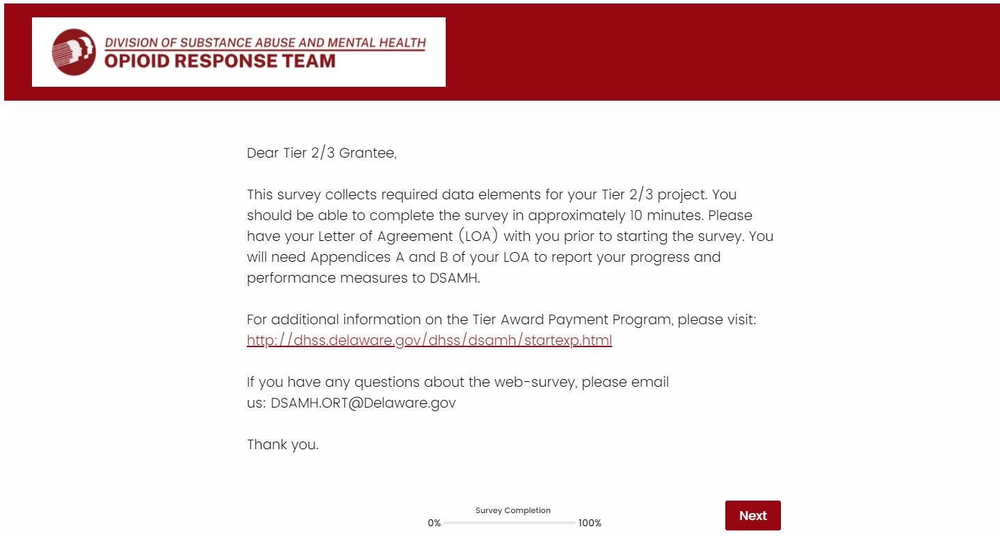 DIVISION OF SUBSTANCE ABUSE AND MENTAL HEALTH
OPIOID RESPONSE TEAM
Dear Tier 2/3 Grantee,
This survey collects required data elements for your Tier 2/3 project. You
should be able to complete the survey in approximately 10 minutes. Please
have your Letter of Agreement (LOA) with you prior to starting the survey. You
will need Appendices A and B of your LOA to report your progress and
performance measures to DSAMH.
For additional information on the Tier Award Payment Program, please visit:
http://dhss.delaware.gov/dhss/dsamh/startexp.html
If you have any questions about the web-survey, please email
us: DSAMH.ORT@Delaware.gov
Thank you.
Survey Completion
0% 100%
Next